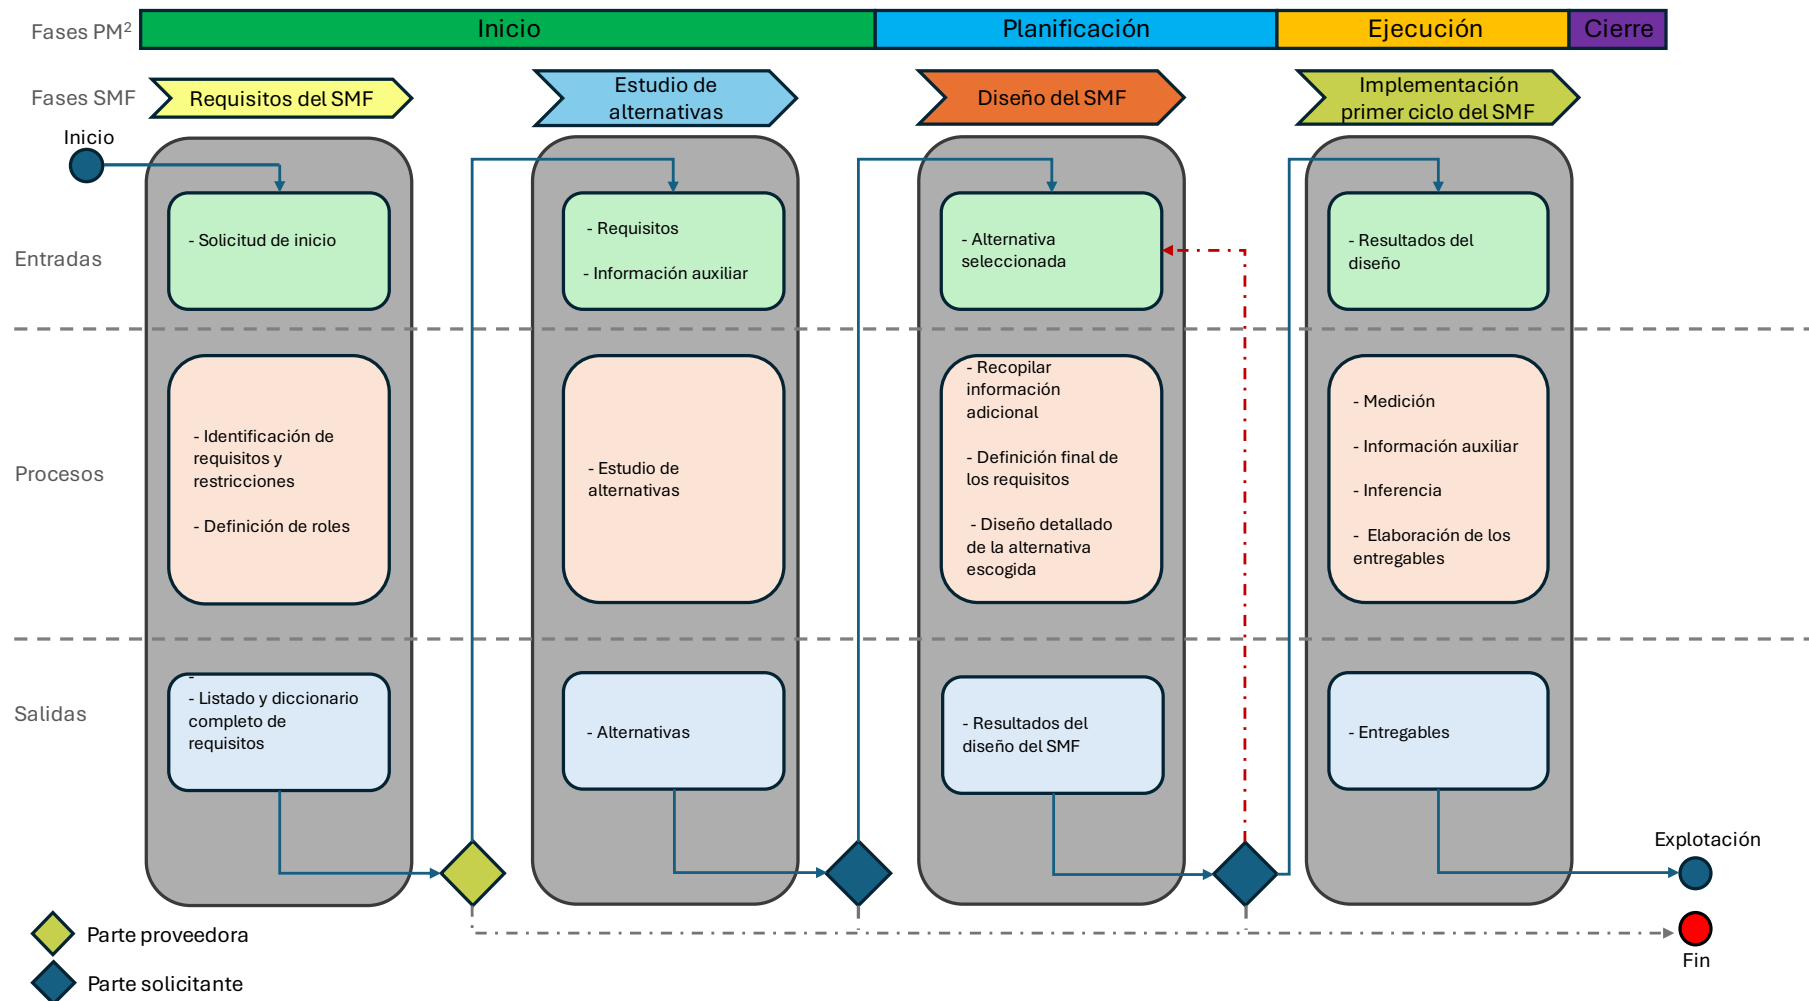 Fases PM²
Inicio
Planificación
Ejecución
Cierre
Fases SMF
Requisitos del SMF
Estudio de
alternativas
Diseño del SMF
Implementación
primer ciclo del SMF
Inicio
Entradas
- Solicitud de inicio
- Requisitos
- Información auxiliar
- Alternativa
seleccionada
- Resultados del
diseño
Procesos
- Identificación de
requisitos y
restricciones
- Definición de roles
- Estudio de
alternativas
- Recopilar
información
adicional
- Definición final de
los requisitos
- Diseño detallado
de la alternativa
escogida
- Medición
- Información auxiliar
- Inferencia
- Elaboración de los
entregables
Salidas
-
- Listado y diccionario
completo de
requisitos
- Alternativas
- Resultados del
diseño del SMF
- Entregables
Explotación
Fin
Parte proveedora
Parte solicitante